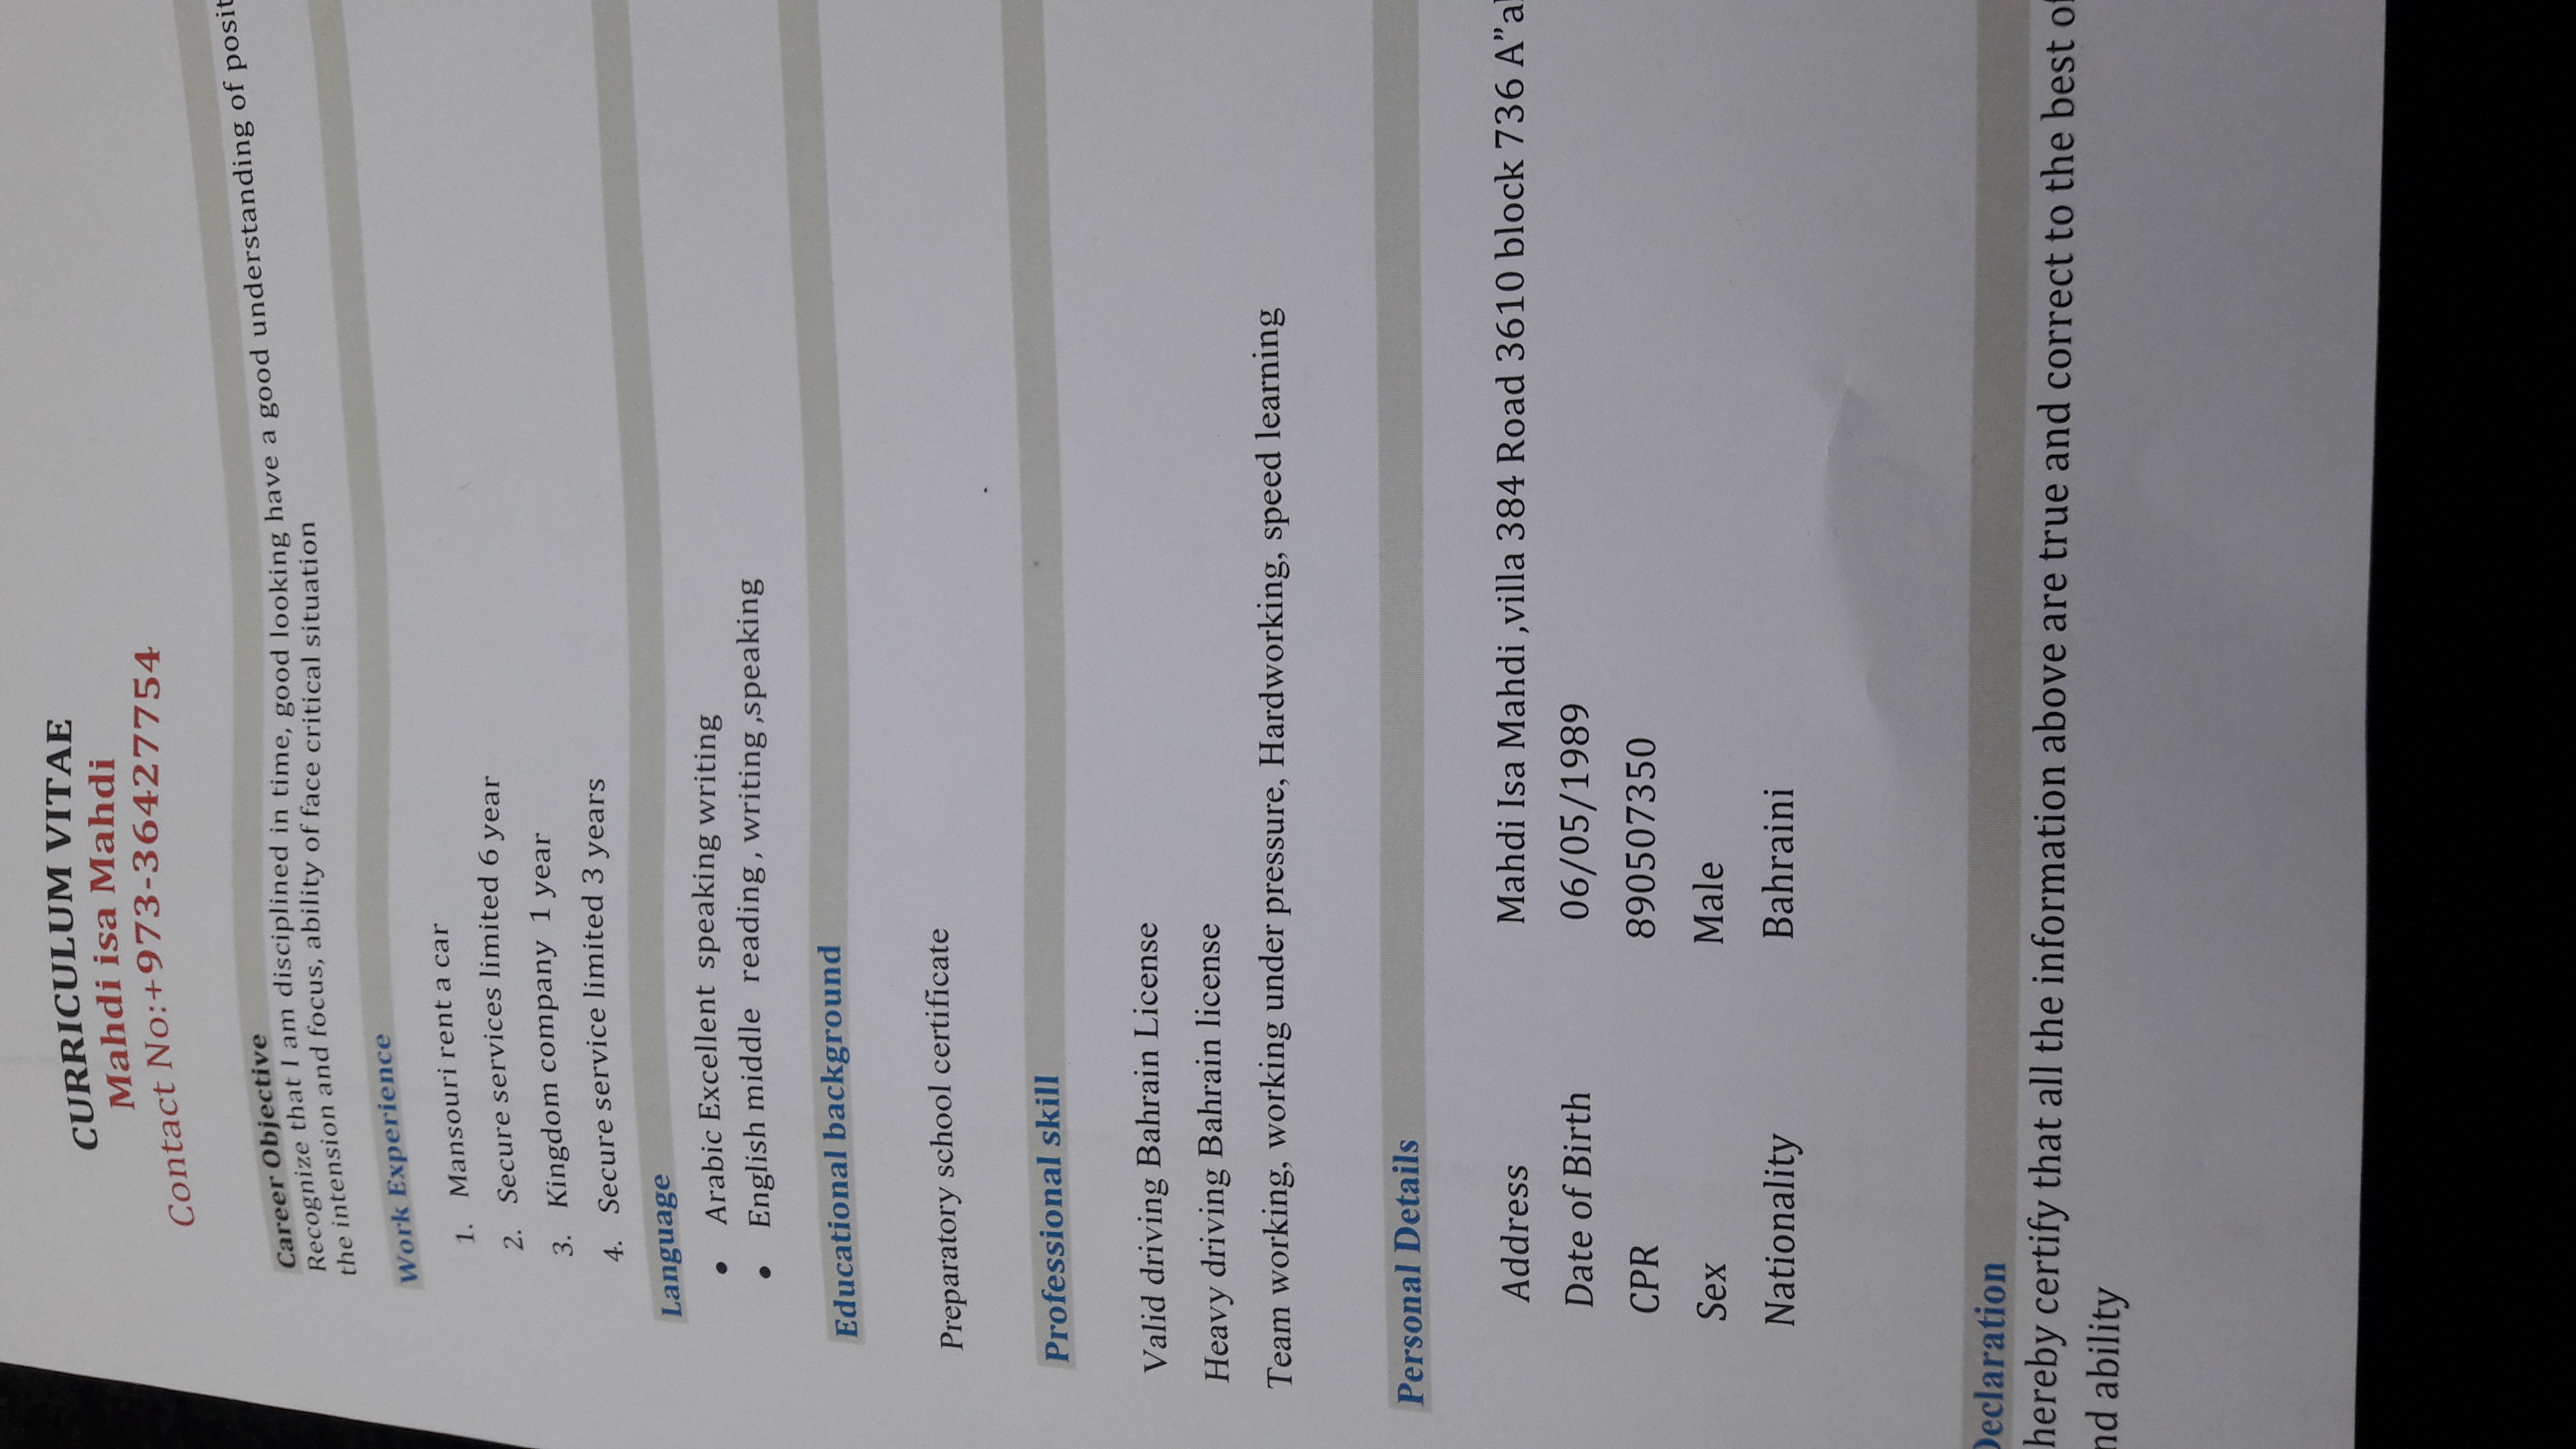 CURRICULUM VITAE
Mahdi isa Mahdi
Contact No:+973-36427754
Career Objective
Recognize that I am disciplined in time, good looking have a good understanding of
the intension and focus, ability of face critical situation
Work Experience
1. Mansouri rent a car
2. Secure services limited 6 year
3. Kingdom company 1 year
4. Secure service limited 3 years
Language
• Arabic Excellent speaking writing
• English middle reading , writing ,speaking
Educational background
Preparatory school certificate
Professional skill
Valid driving Bahrain License
Heavy driving Bahrain license
Team working, working under pressure, Hardworking, speed learning
Personal Details
Address Mahdi Isa Mahdi ,villa 384 Road 3610 block 736
Date of Birth 06/05/1989
CPR 890507350
Sex Male
Nationality Bahraini
Declaration
hereby certify that all the information above are true and correct to the best of
nd ability